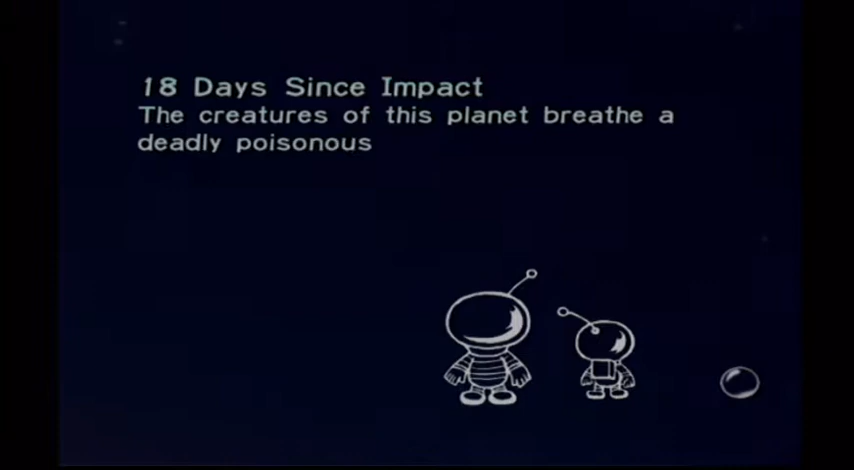 18 Days Since Impact
The creatures of this planet breathe a
deadly poisonous